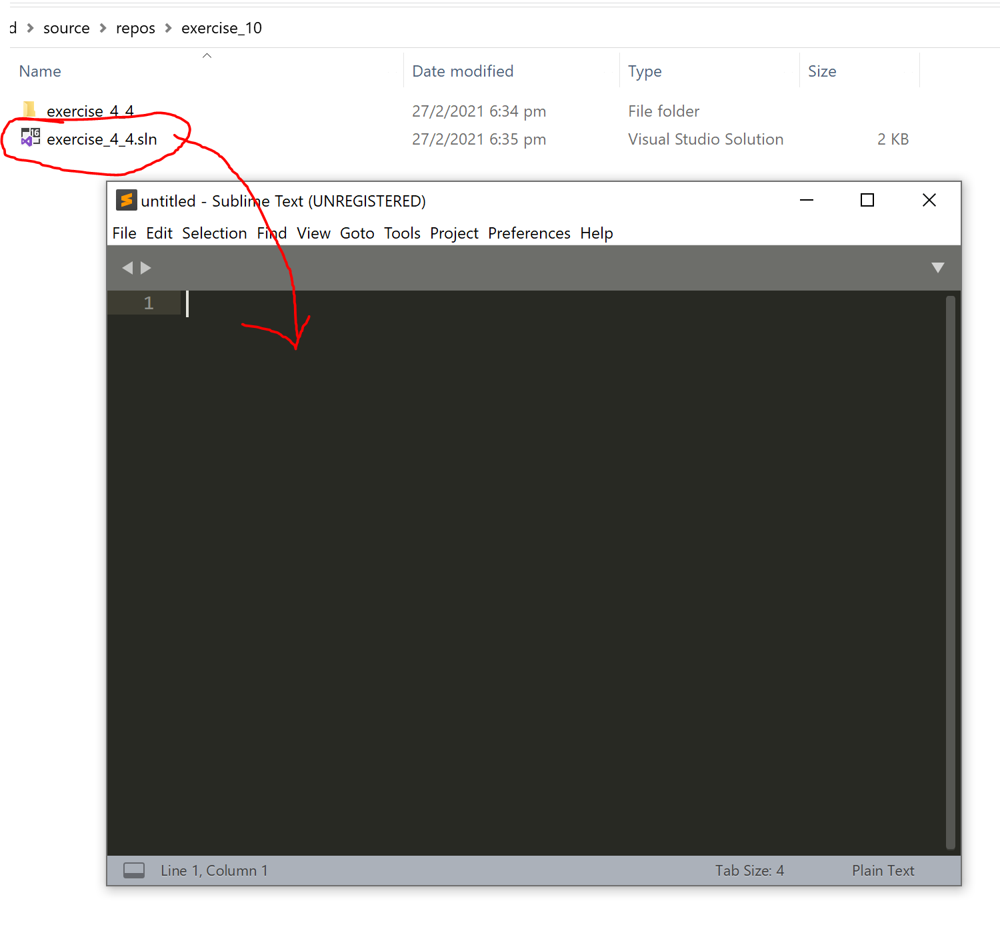 d > source > repos > exercise_10
Name Date modified Type Size
exercise_4_4 27/2/2021 6:34 pm File folder
16
exercise_4_4.sln 27/2/2021 6:35 pm Visual Studio Solution 2 KB
untitled - Sublime Text (UNREGISTERED)
File Edit Selection Find View Goto Tools Project Preferences Help
1
Line 1, Column 1 Tab Size: 4 Plain Text